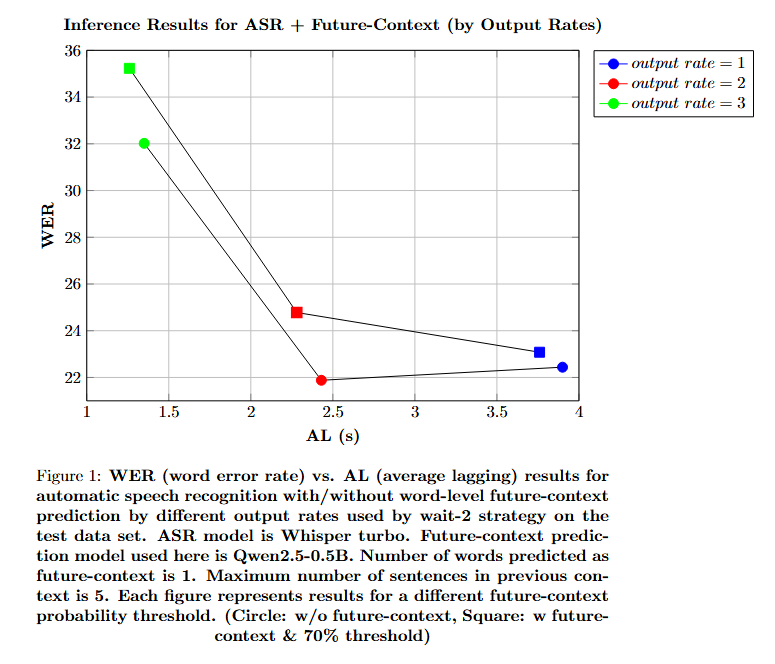 Inference Results for ASR + Future-Context (by Output Rates)
36
34
32
30
28
26
24
22
WER
1
1.5
2
2.5
3
3.5
4
AL (s)
output rate = 1
output rate = 2
output rate = 3
Figure 1: WER (word error rate) vs. AL (average lagging) results for
automatic speech recognition with/without word-level future-context
prediction by different output rates used by wait-2 strategy on the
test data set. ASR model is Whisper turbo. Future-context predic-
tion model used here is Qwen2.5-0.5B. Number of words predicted as
future-context is 1. Maximum number of sentences in previous con-
text is 5. Each figure represents results for a different future-context
probability threshold. (Circle: w/o future-context, Square: w future-
context & 70% threshold)